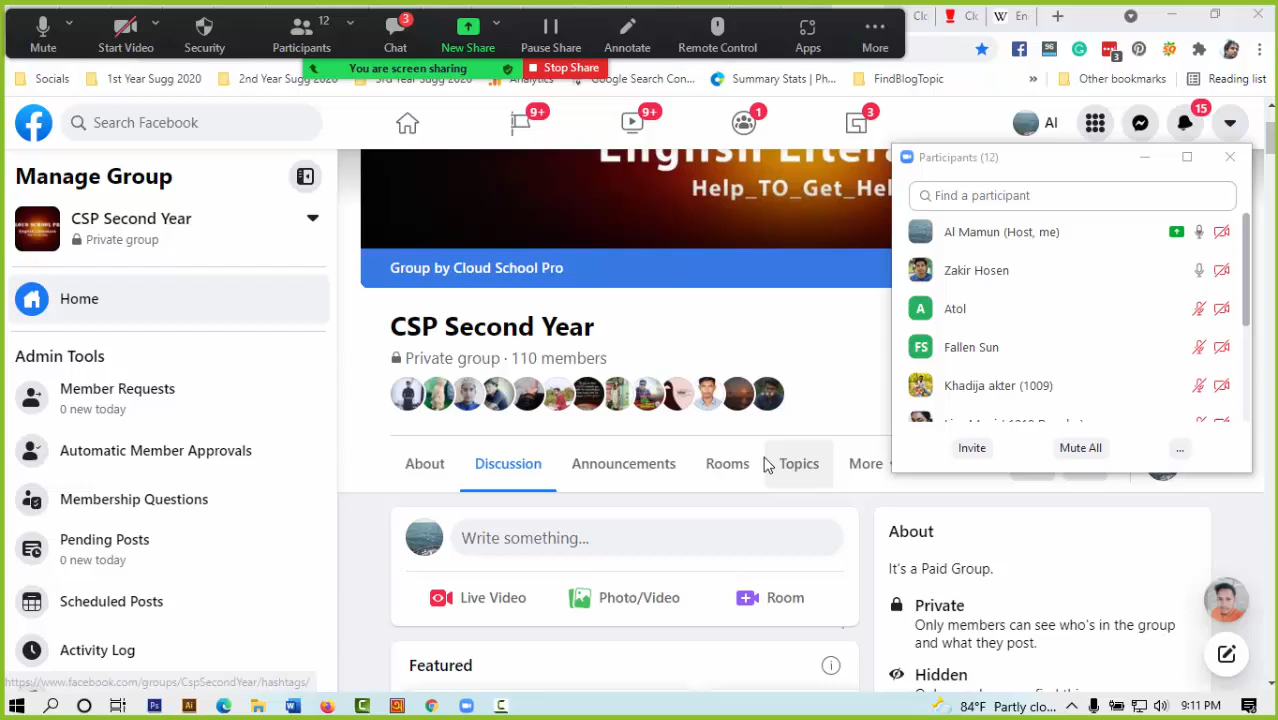 Mute
Start Video
Security
Participants
12
Chat
3
New Share
Pause Share
Annotate
Remote Control
Apps
More
You are screen sharing
Stop Share
Socials
1st Year Sugg 2020
2nd Year Sugg 2020
Summary Stats | Ph...
FindBlogTopic
»
Other bookmarks
Reading list
Search Facebook
9+
9+
1
3
Al
15
Manage Group
CSP Second Year
Private group
Home
Admin Tools
Member Requests
0 new today
Automatic Member Approvals
Membership Questions
Pending Posts
0 new today
Scheduled Posts
Activity Log
https://www.facebook.com/groups/CspSecondYear/hashtags/
Help_TO_Get_Hel
Group by Cloud School Pro
CSP Second Year
Private group · 110 members
About
Discussion
Announcements
Rooms
Topics
More
Write something...
Live Video
Photo/Video
Room
Featured
Participants (12)
Find a participant
Al Mamun (Host, me)
Zakir Hosen
A
Atol
FS
Fallen Sun
Khadija akter (1009)
Invite
Mute All
...
About
It's a Paid Group.
Private
Only members can see who's in the group
and what they post.
Hidden
84°F Partly clo...
9:11 PM